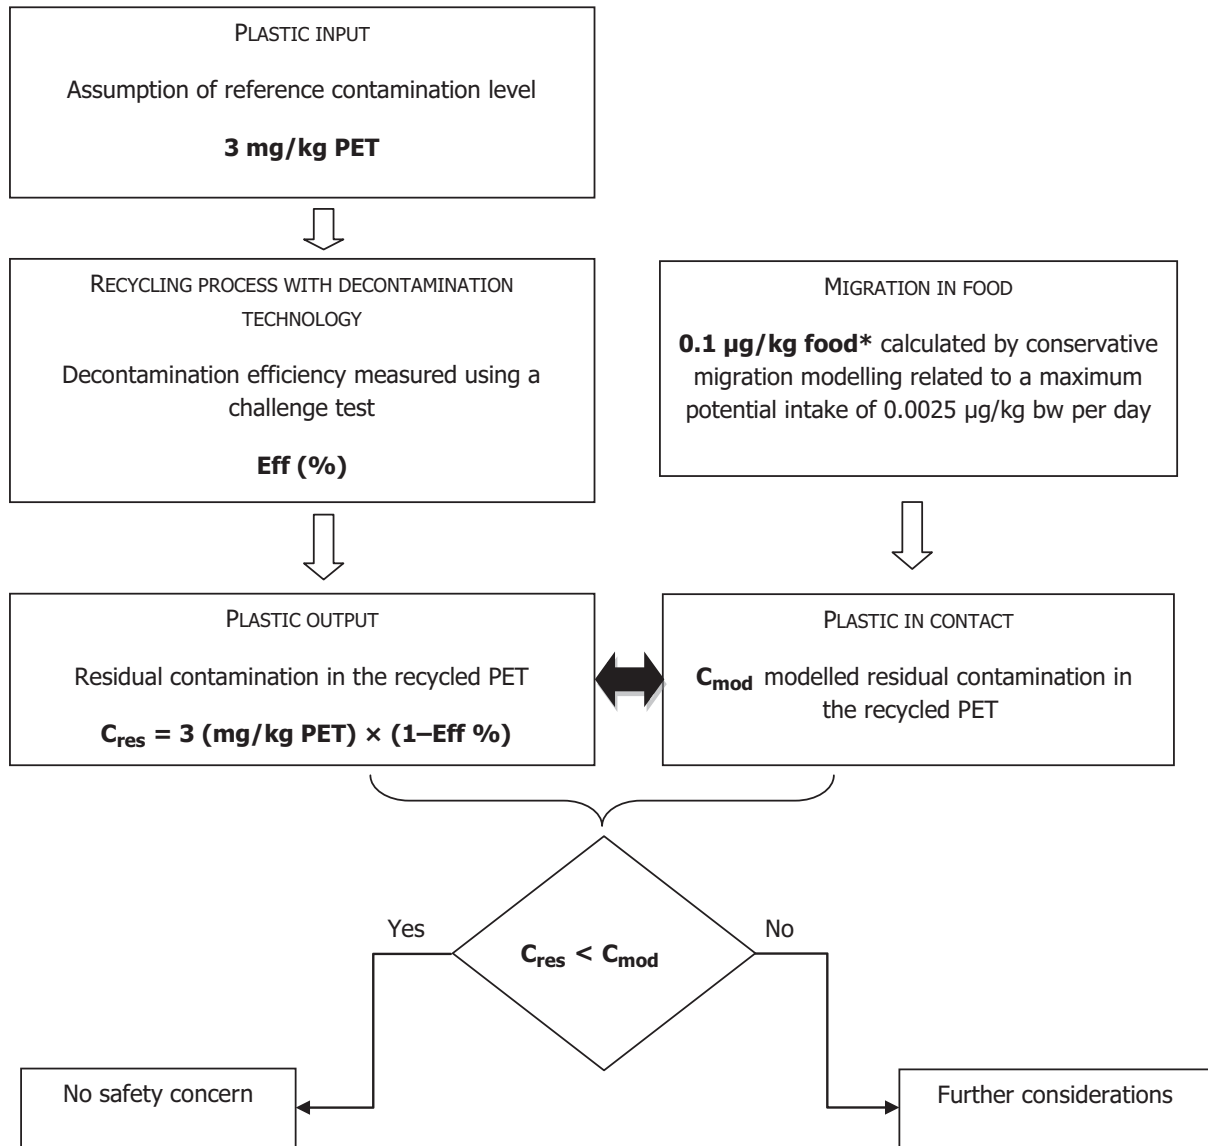 PLASTIC INPUT
Assumption of reference contamination level
3 mg/kg PET
RECYCLING PROCESS WITH DECONTAMINATION
TECHNOLOGY
Decontamination efficiency measured using a
challenge test
Eff (%)
MIGRATION IN FOOD
0.1 µg/kg food* calculated by conservative
migration modelling related to a maximum
potential intake of 0.0025 µg/kg bw per day
PLASTIC OUTPUT
Residual contamination in the recycled PET
Cres = 3 (mg/kg PET) × (1–Eff %)
PLASTIC IN CONTACT
Cmod modelled residual contamination in
the recycled PET
Yes
No
Cres < Cmod
No safety concern
Further considerations